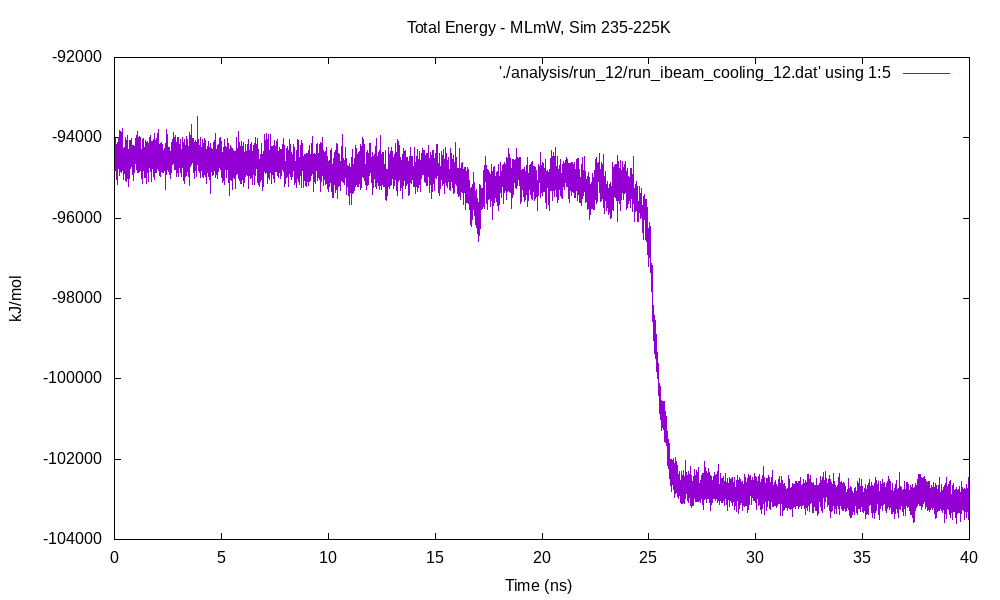 Total Energy - MLmW, Sim 235-225K
'./analysis/run_12/run_ibeam_cooling_12.dat' using 1:5
-92000
-94000
-96000
-98000
-100000
-102000
-104000
kJ/mol
0 5 10 15 20 25 30 35 40
Time (ns)